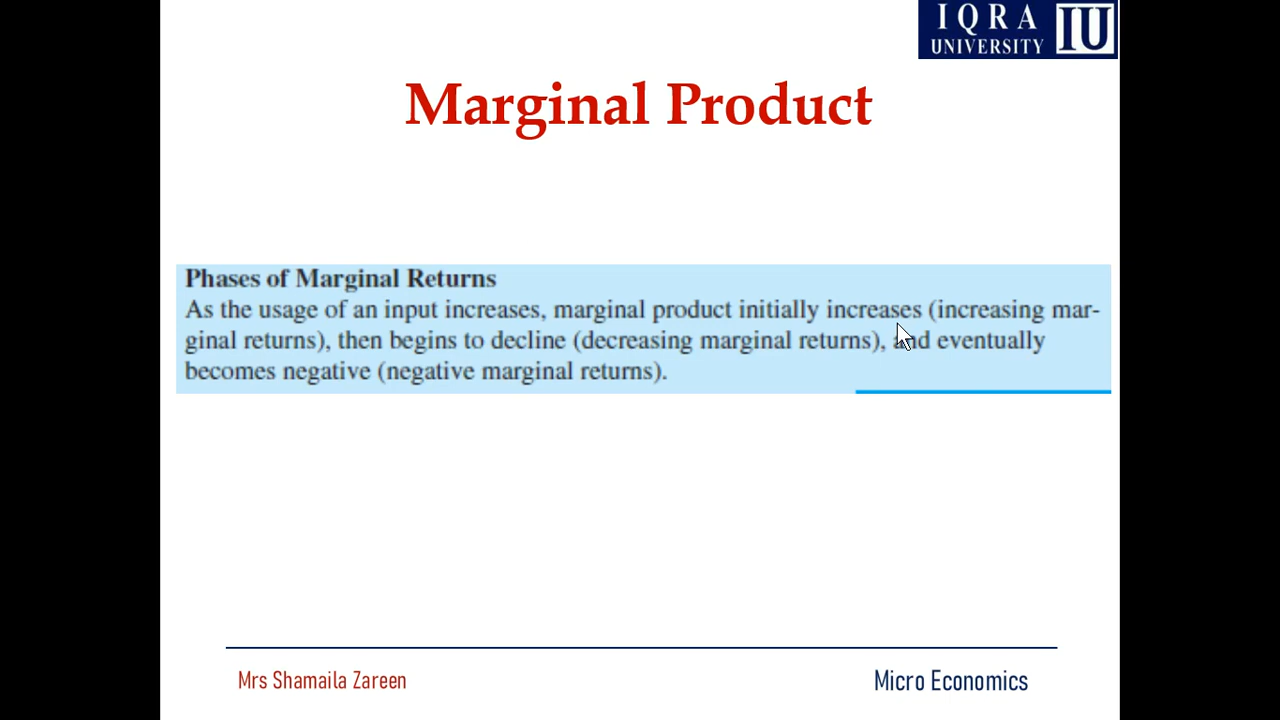 IQRA
UNIVERSITY IU
Marginal Product
Phases of Marginal Returns
As the usage of an input increases, marginal product initially increases (increasing mar-
ginal returns), then begins to decline (decreasing marginal returns), and eventually
becomes negative (negative marginal returns).
Mrs Shamaila Zareen
Micro Economics